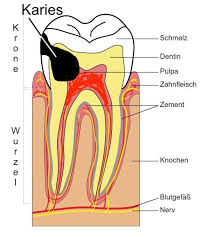 Karies
Krone
Wurzel
Schmelz
Dentin
Pulpa
Zahnfleisch
Zement
Knochen
Blutgefäß
Nerv